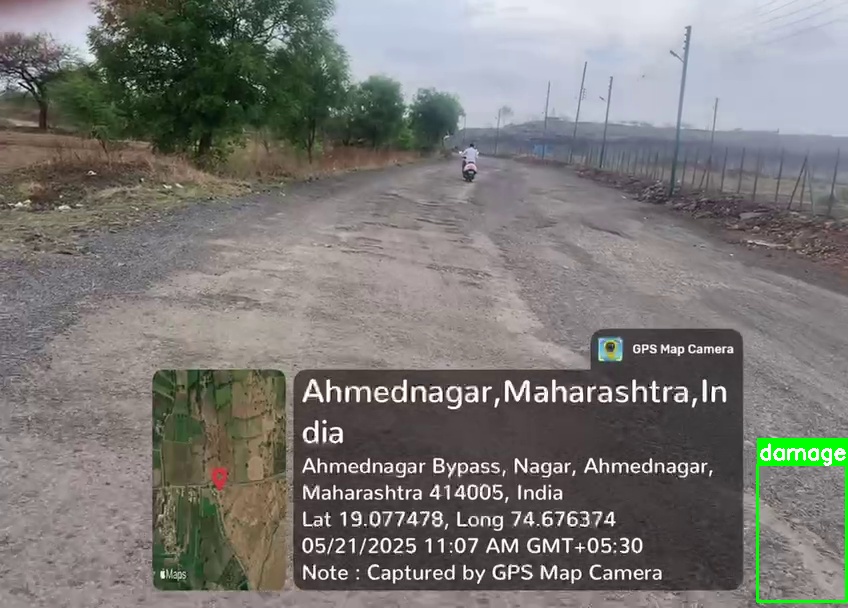 GPS Map Camera
Ahmednagar,Maharashtra,In
dia
Ahmednagar Bypass, Nagar, Ahmednagar,
Maharashtra 414005, India
Lat 19.077478, Long 74.676374
05/21/2025 11:07 AM GMT+05:30
Note : Captured by GPS Map Camera
Maps
damage